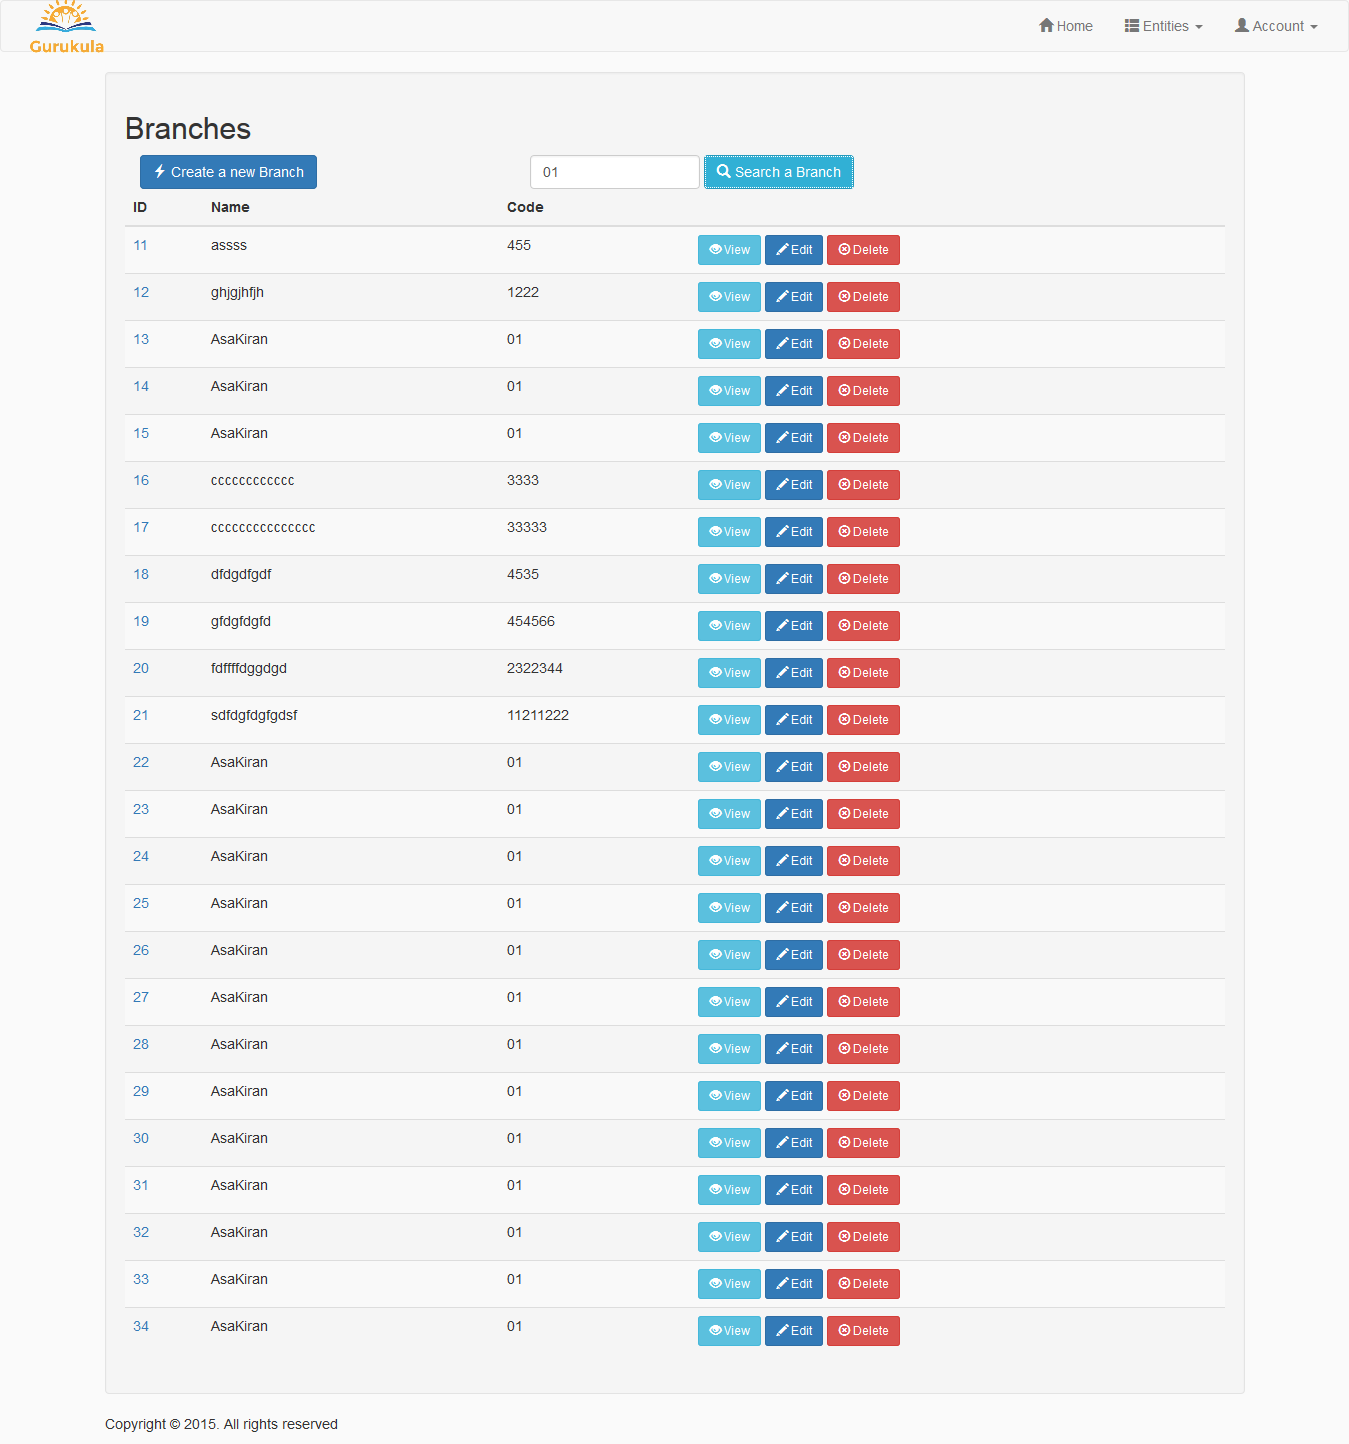 Gurukula Home Entities Account
Branches
Create a new Branch 01 Search a Branch
ID Name Code
11 assss 455 View Edit Delete
12 ghjgjhfjh 1222 View Edit Delete
13 AsaKiran 01 View Edit Delete
14 AsaKiran 01 View Edit Delete
15 AsaKiran 01 View Edit Delete
16 cccccccccccc 3333 View Edit Delete
17 ccccccccccccccc 33333 View Edit Delete
18 dfdgdfgdf 4535 View Edit Delete
19 gfdgfdgfd 454566 View Edit Delete
20 fdffffdggdgd 2322344 View Edit Delete
21 sdfdgfdgfgdsf 11211222 View Edit Delete
22 AsaKiran 01 View Edit Delete
23 AsaKiran 01 View Edit Delete
24 AsaKiran 01 View Edit Delete
25 AsaKiran 01 View Edit Delete
26 AsaKiran 01 View Edit Delete
27 AsaKiran 01 View Edit Delete
28 AsaKiran 01 View Edit Delete
29 AsaKiran 01 View Edit Delete
30 AsaKiran 01 View Edit Delete
31 AsaKiran 01 View Edit Delete
32 AsaKiran 01 View Edit Delete
33 AsaKiran 01 View Edit Delete
34 AsaKiran 01 View Edit Delete
Copyright © 2015. All rights reserved